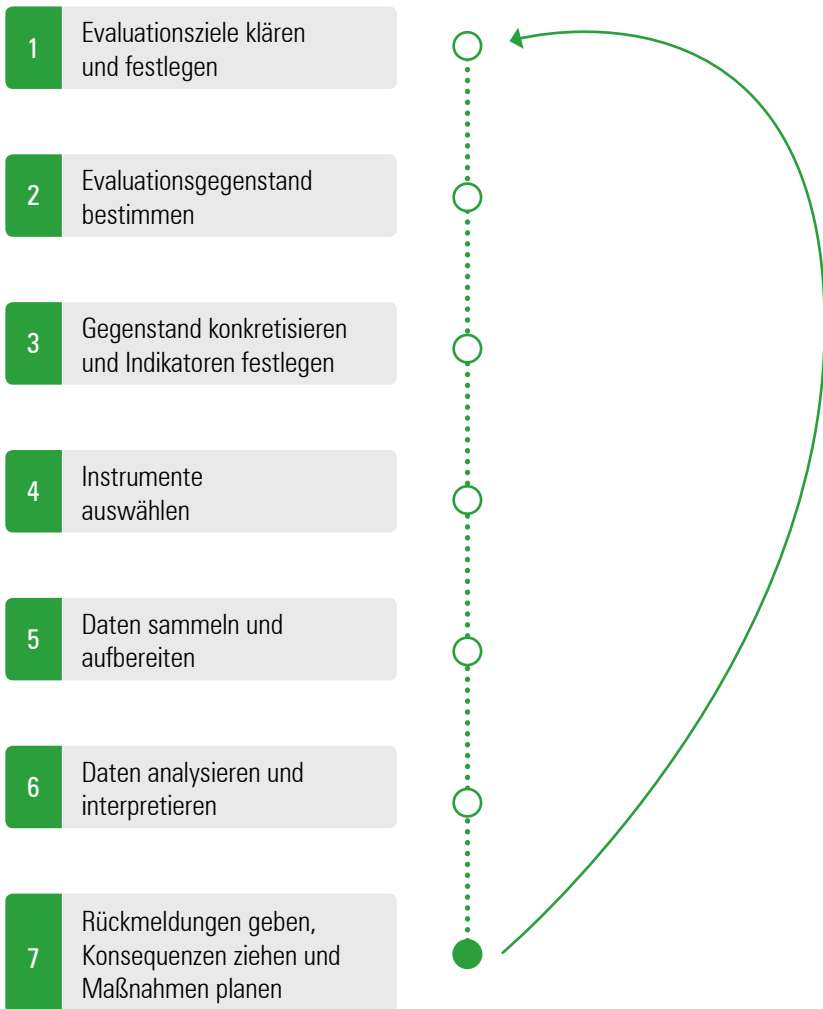 1
Evaluationsziele klären
und festlegen
2
Evaluationsgegenstand
bestimmen
3
Gegenstand konkretisieren
und Indikatoren festlegen
4
Instrumente
auswählen
5
Daten sammeln und
aufbereiten
6
Daten analysieren und
interpretieren
7
Rückmeldungen geben,
Konsequenzen ziehen und
Maßnahmen planen